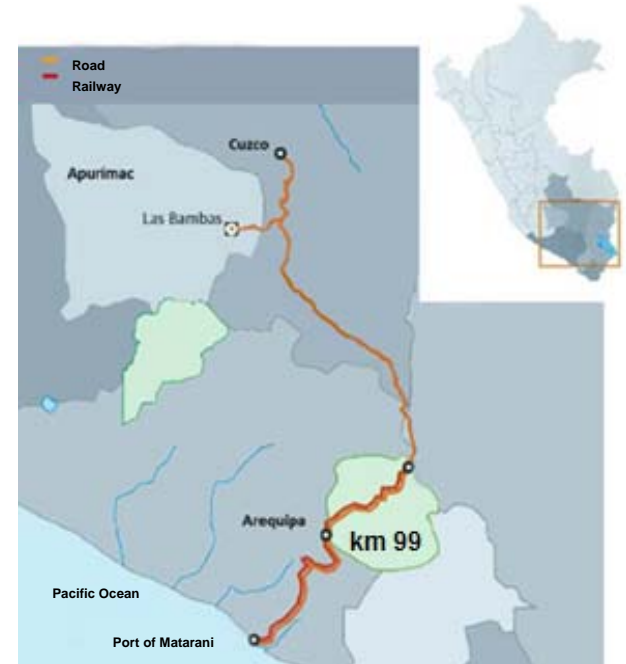 Road
Railway
Cuzco
Apurimac
Las Bambas
Arequipa
km 99
Pacific Ocean
Port of Matarani